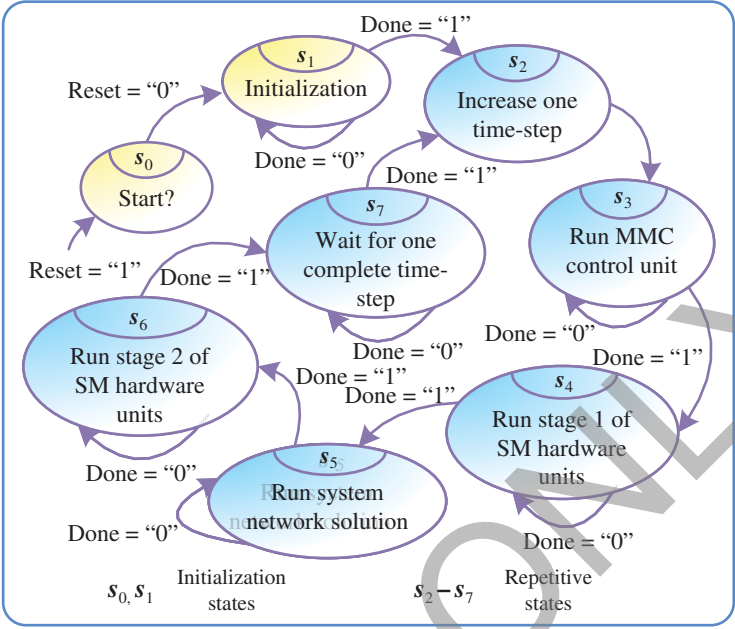 Done = “1”
s1
Initialization
s2
Increase one
time-step
Reset = “0”
Done = “0”
Done = “1”
s0
Start?
s7
Wait for one
complete time-
step
s3
Run MMC
control unit
Reset = “1”
Done = “1”
s6
Run stage 2 of
SM hardware
units
Done = “0”
Done = “0”
Done = “1”
Done = “1”
Done = “1”
s4
Run stage 1 of
SM hardware
units
s5
Run system
network solution
Done = “0”
Done = “0”
Done = “0”
s0, s1 Initialization
states
s2 – s7 Repetitive
states
ONLY